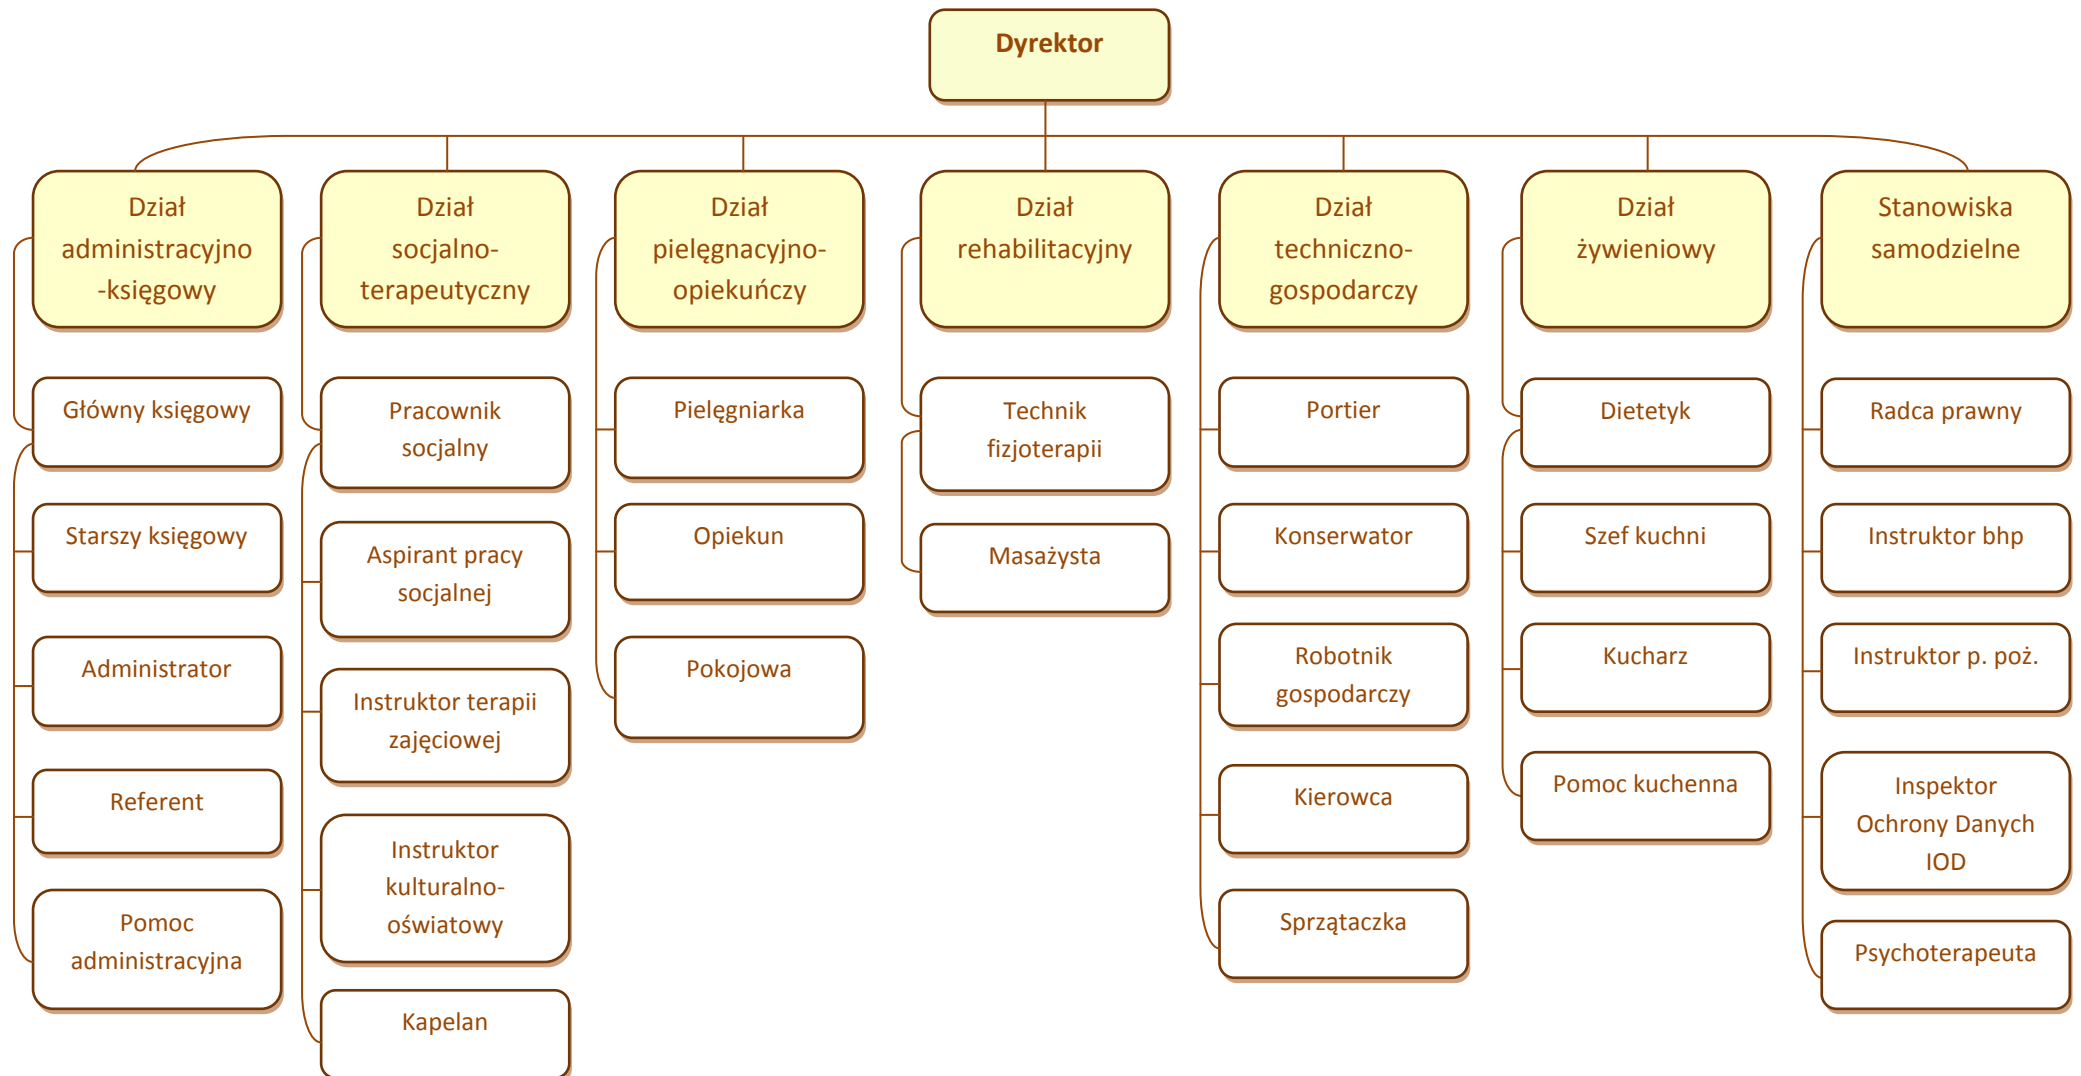 Dyrektor
Dział
administracyjno
-księgowy
Dział
socjalno-
terapeutyczny
Dział
pielęgnacyjno-
opiekuńczy
Dział
rehabilitacyjny
Dział
techniczno-
gospodarczy
Dział
żywieniowy
Stanowiska
samodzielne
Główny księgowy
Starszy księgowy
Administrator
Referent
Pomoc
administracyjna
Pracownik
socjalny
Aspirant pracy
socjalnej
Instruktor terapii
zajęciowej
Instruktor
kulturalno-
oświatowy
Kapelan
Pielęgniarka
Opiekun
Pokojowa
Technik
fizjoterapii
Masażysta
Portier
Konserwator
Robotnik
gospodarczy
Kierowca
Sprzątaczka
Dietetyk
Szef kuchni
Kucharz
Pomoc kuchenna
Radca prawny
Instruktor bhp
Instruktor p. poż.
Inspektor
Ochrony Danych
IOD
Psychoterapeuta